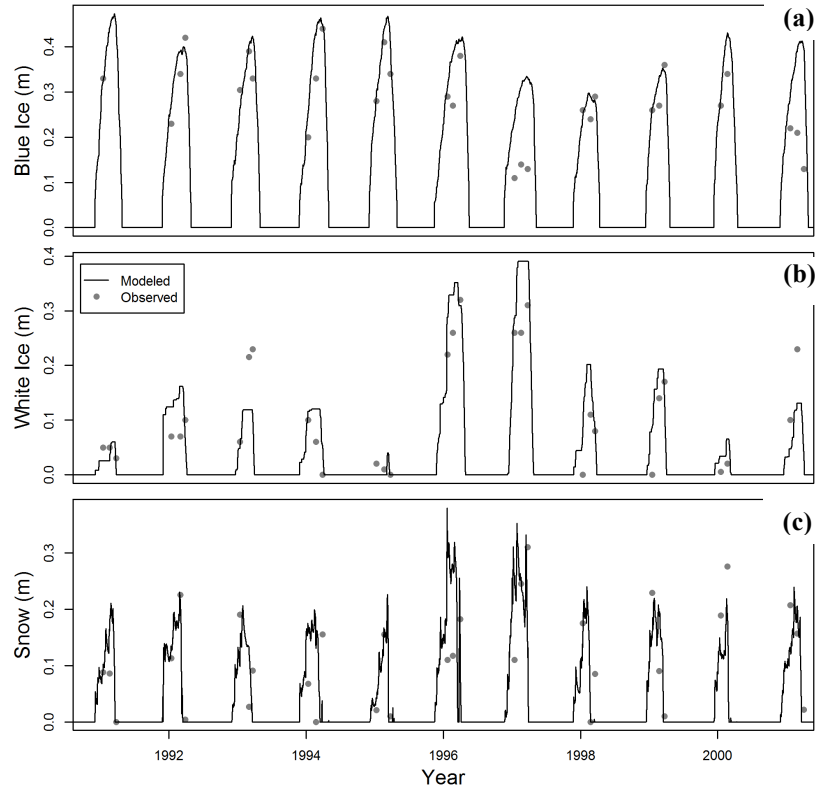 (a)
Blue Ice (m)
0.0 0.1 0.2 0.3 0.4
(b)
White Ice (m)
0.0 0.1 0.2 0.3 0.4
Modeled
Observed
(c)
Snow (m)
0.0 0.1 0.2 0.3
1992 1994 1996 1998 2000
Year